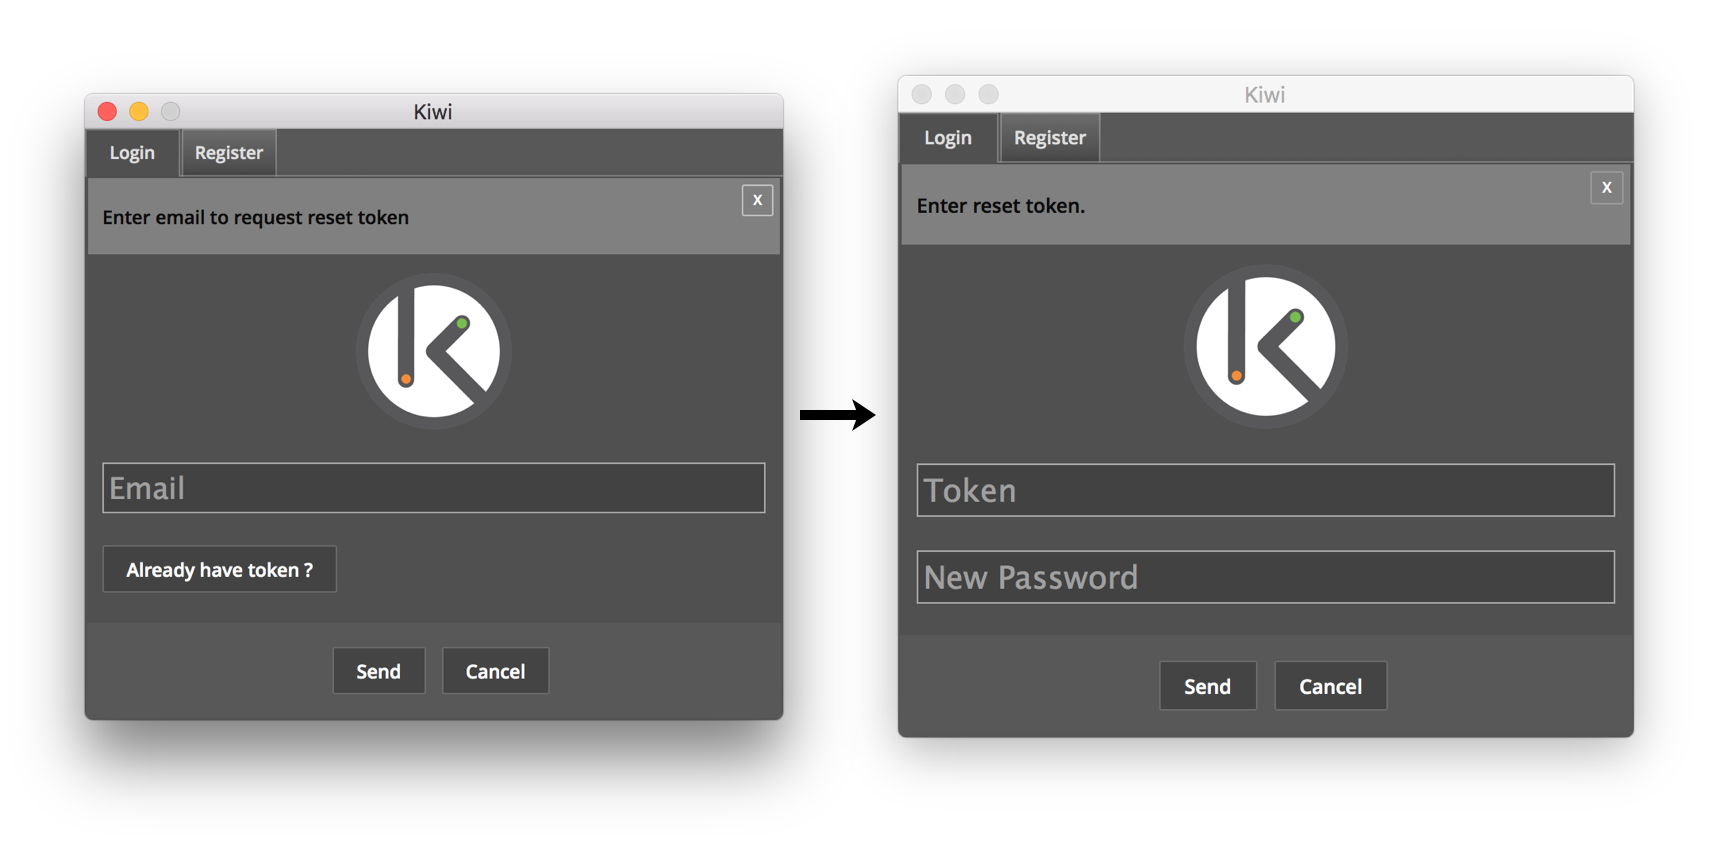 Kiwi
Login Register
Enter email to request reset token X
Email
Already have token ?
Send Cancel
Kiwi
Login Register
Enter reset token. X
Token
New Password
Send Cancel